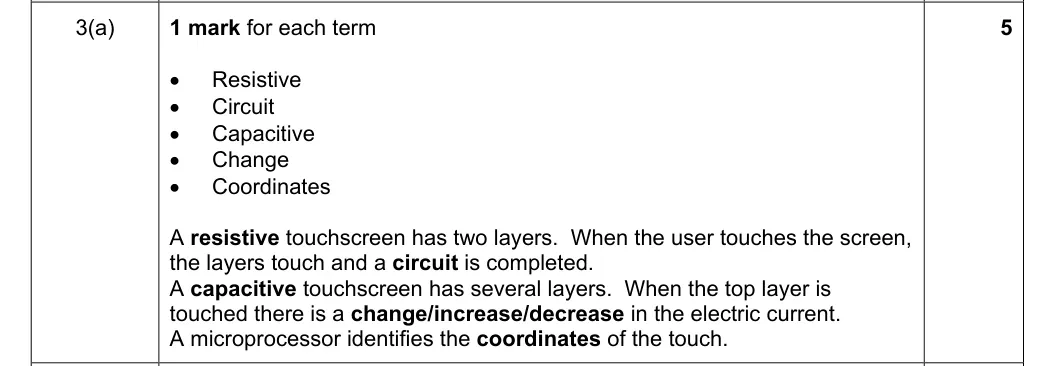 3(a) 1 mark for each term 5
• Resistive
• Circuit
• Capacitive
• Change
• Coordinates
A resistive touchscreen has two layers.  When the user touches the screen,
the layers touch and a circuit is completed.
A capacitive touchscreen has several layers.  When the top layer is
touched there is a change/increase/decrease in the electric current.
A microprocessor identifies the coordinates of the touch.